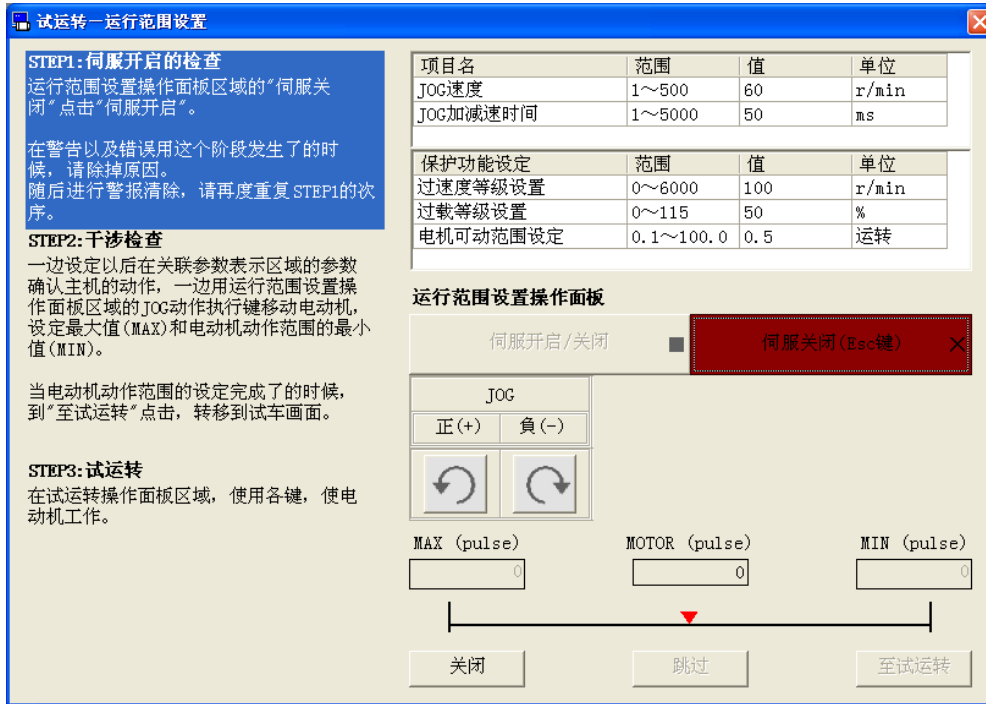 试运转－运行范围设置
STEP1:伺服开启的检查
运行范围设置操作面板区域的"伺服关
闭"点击"伺服开启"。
在警告以及错误用这个阶段发生了的时
候，请除掉原因。
随后进行警报清除，请再度重复STEP1的次
序。
STEP2:干涉检查
一边设定以后在关联参数表示区域的参数
确认主机的动作，一边用运行范围设置操
作面板区域的JOG动作执行键移动电动机，
设定最大值(MAX)和电动机动作范围的最小
值(MIN)。
当电动机动作范围的设定完成了的时候，
到"至试运转"点击，转移到试车画面。
STEP3:试运转
在试运转操作面板区域，使用各键，使电
动机工作。
项目名 范围 值 单位
JOG速度 1～500 60 r/min
JOG加减速时间 1～5000 50 ms
保护功能设定 范围 值 单位
过速度等级设置 0～6000 100 r/min
过载等级设置 0～115 50 %
电机可动范围设定 0.1～100.0 0.5 运转
运行范围设置操作面板
伺服开启/关闭 伺服关闭(Esc键)
JOG
正(+) 負(-)
MAX (pulse) MOTOR (pulse) MIN (pulse)
0 0 0
关闭 跳过 至试运转